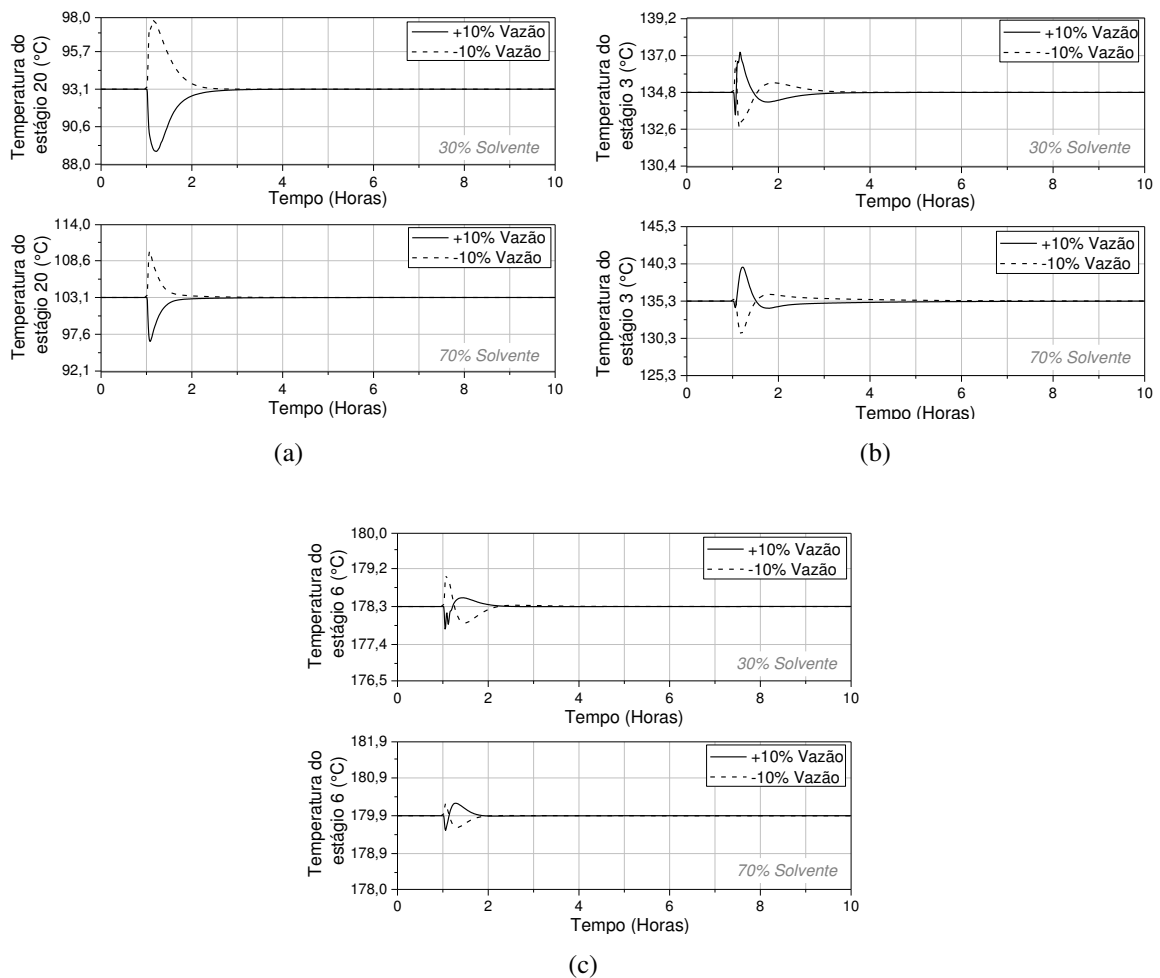 98,0
95,7
93,1
90,6
88,0
Temperatura do
estágio 20 (°C)
+10% Vazão
-10% Vazão
30% Solvente
0 2 4 6 8 10
Tempo (Horas)
114,0
108,6
103,1
97,6
92,1
Temperatura do
estágio 20 (°C)
+10% Vazão
-10% Vazão
70% Solvente
0 2 4 6 8 10
Tempo (Horas)
(a)
139,2
137,0
134,8
132,6
130,4
Temperatura do
estágio 3 (°C)
+10% Vazão
-10% Vazão
30% Solvente
0 2 4 6 8 10
Tempo (Horas)
145,3
140,3
135,3
130,3
125,3
Temperatura do
estágio 3 (°C)
+10% Vazão
-10% Vazão
70% Solvente
0 2 4 6 8 10
Tempo (Horas)
(b)
180,0
179,2
178,3
177,4
176,5
Temperatura do
estágio 6 (°C)
+10% Vazão
-10% Vazão
30% Solvente
0 2 4 6 8 10
Tempo (Horas)
181,9
180,9
179,9
178,9
178,0
Temperatura do
estágio 6 (°C)
+10% Vazão
-10% Vazão
70% Solvente
0 2 4 6 8 10
Tempo (Horas)
(c)